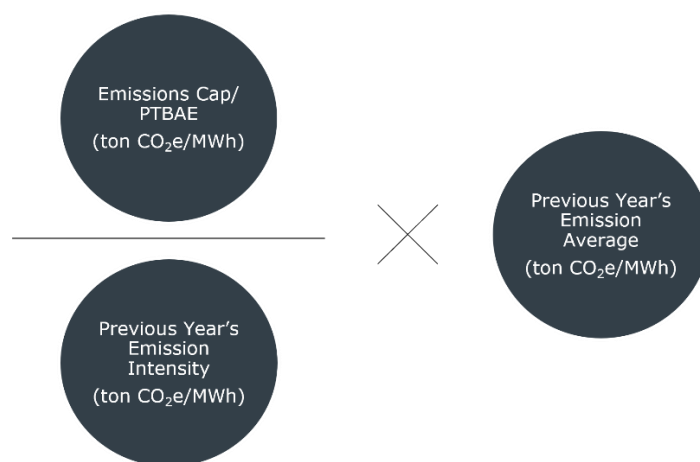 Emissions Cap/
PTBAE
(ton CO₂e/MWh)
Previous Year's
Emission
Intensity
(ton CO₂e/MWh)
Previous Year's
Emission
Average
(ton CO₂e/MWh)